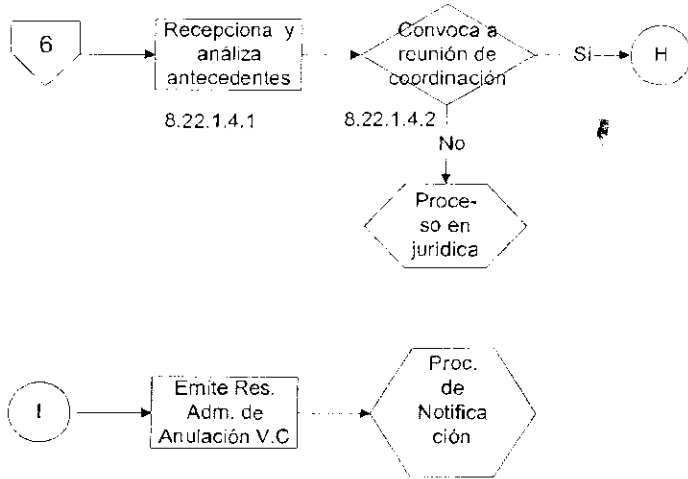 6
Recepciona y
análiza
antecedentes
Convoca a
reunión de
coordinación
Si
H
8.22.1.4.1
8.22.1.4.2
No
Proce-
so en
juridica
I
Emite Res.
Adm. de
Anulación V.C
Proc.
de
Notifica
ción